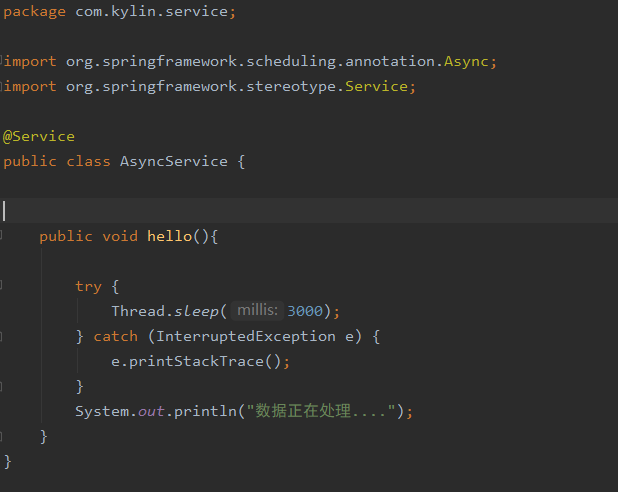 package com.kylin.service;
import org.springframework.scheduling.annotation.Async;
import org.springframework.stereotype.Service;
@Service
public class AsyncService {
public void hello(){
try {
Thread.sleep( millis: 3000);
} catch (InterruptedException e) {
e.printStackTrace();
}
System.out.println("数据正在处理....");
}
}